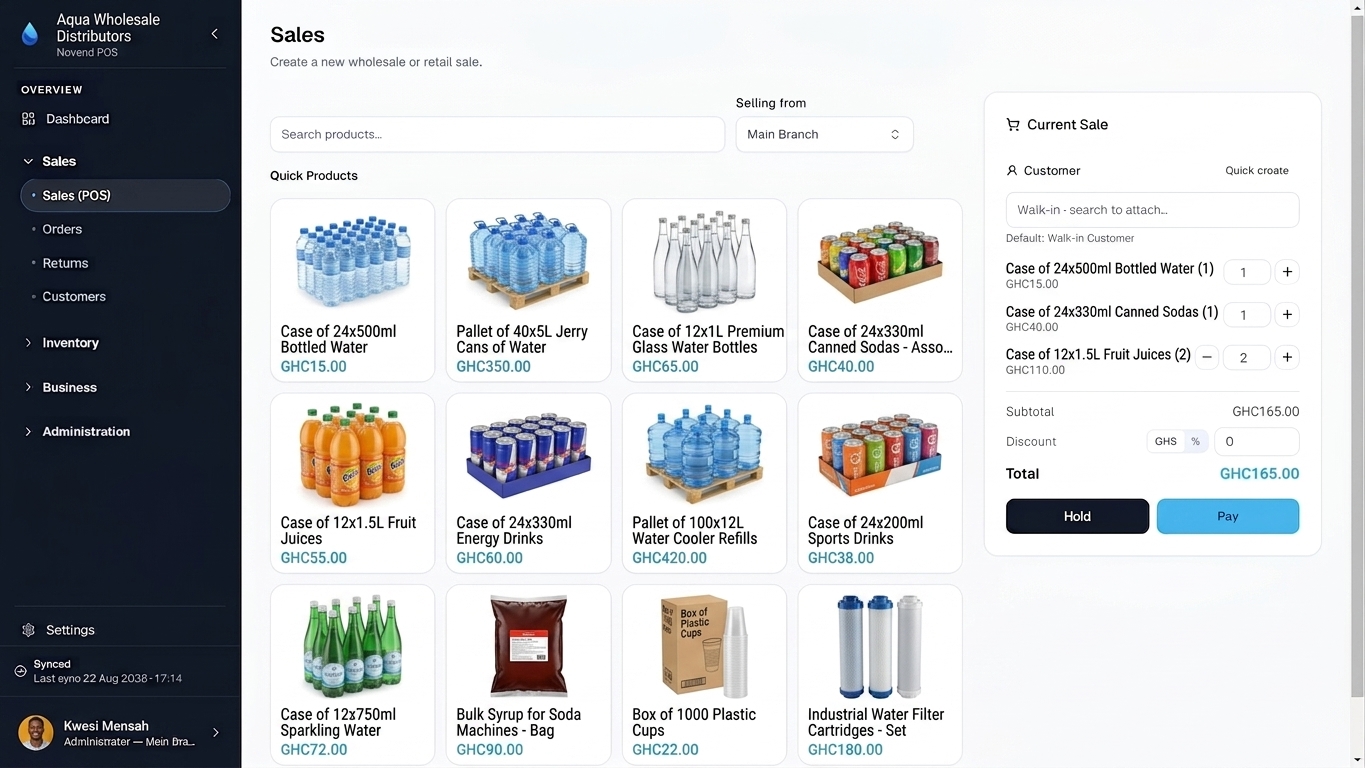 Aqua Wholesale
Distributors
Novend POS
OVERVIEW
Dashboard
Sales
Sales (POS)
Orders
Returns
Customers
Inventory
Business
Administration
Settings
Synced
Last eyno 22 Aug 2038 - 17:14
Kwesi Mensah
Administrater — Mein Bra...
Sales
Create a new wholesale or retail sale.
Selling from
Search products...
Main Branch
Quick Products
Case of 24x500ml
Bottled Water
GHC15.00
Pallet of 40x5L Jerry
Cans of Water
GHC350.00
Case of 12x1L Premium
Glass Water Bottles
GHC65.00
Case of 24x330ml
Canned Sodas - Asso...
GHC40.00
Case of 12x1.5L Fruit
Juices
GHC55.00
Case of 24x330ml
Energy Drinks
GHC60.00
Pallet of 100x12L
Water Cooler Refills
GHC420.00
Case of 24x200ml
Sports Drinks
GHC38.00
Case of 12x750ml
Sparkling Water
GHC72.00
Bulk Syrup for Soda
Machines - Bag
GHC90.00
Box of
Plastic
Cups
Box of 1000 Plastic
Cups
GHC22.00
Industrial Water Filter
Cartridges - Set
GHC180.00
Current Sale
Customer
Quick croate
Walk-in - search to attach...
Default: Walk-in Customer
Case of 24x500ml Bottled Water (1)
GHC15.00
1 +
Case of 24x330ml Canned Sodas (1)
GHC40.00
1 +
Case of 12x1.5L Fruit Juices (2)
GHC110.00
− 2 +
Subtotal GHC165.00
Discount GHS % 0
Total GHC165.00
Hold
Pay